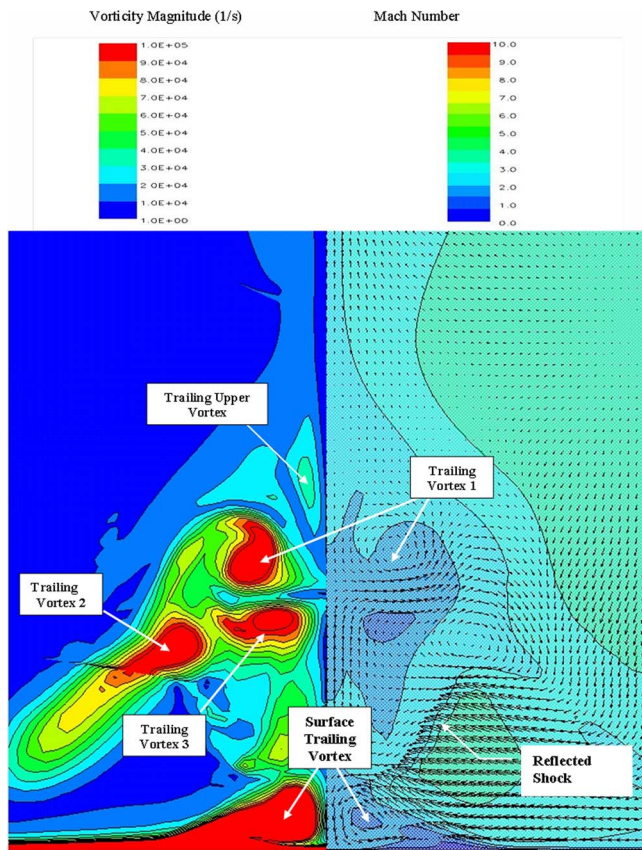 Vorticity Magnitude (1/s)
Mach Number
1.0E+05
9.0E+04
8.0E+04
7.0E+04
6.0E+04
5.0E+04
4.0E+04
3.0E+04
2.0E+04
1.0E+04
1.0E+00
10.0
9.0
8.0
7.0
6.0
5.0
4.0
3.0
2.0
1.0
0.0
Trailing Upper
Vortex
Trailing
Vortex 1
Trailing
Vortex 2
Trailing
Vortex 3
Surface
Trailing
Vortex
Reflected
Shock